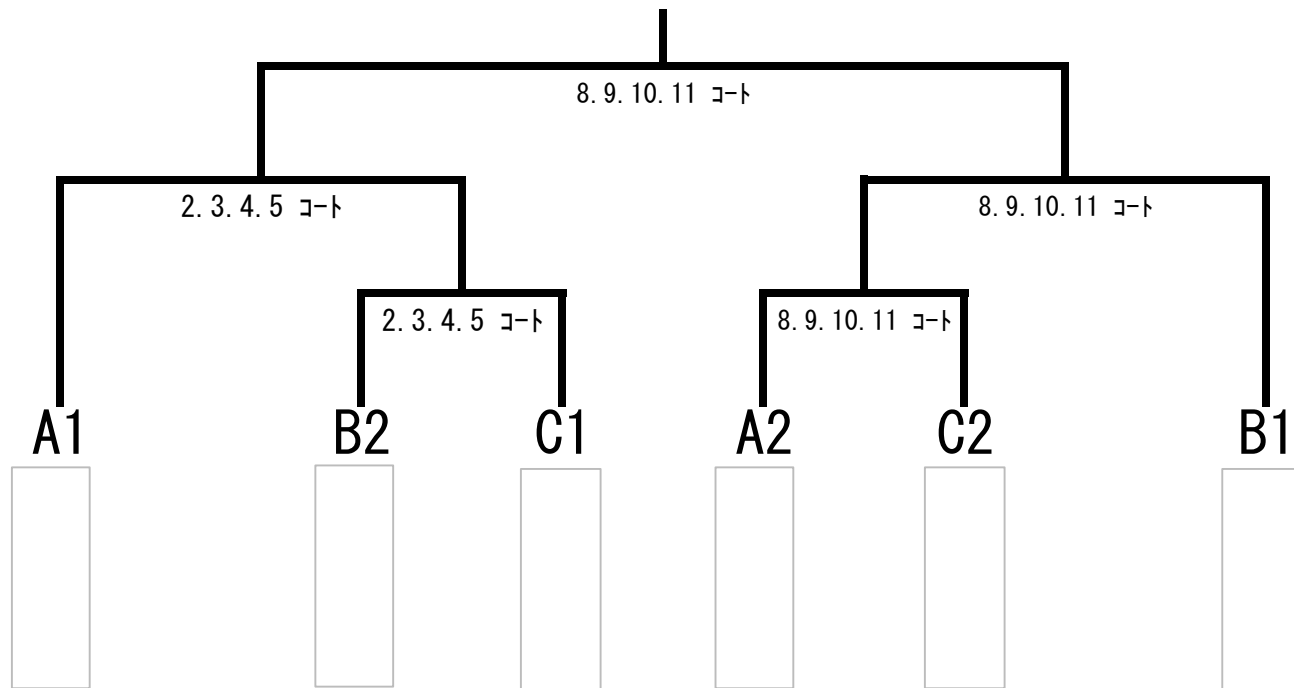 8.9.10.11 ｺｰﾄ
2.3.4.5 ｺｰﾄ
8.9.10.11 ｺｰﾄ
2.3.4.5 ｺｰﾄ
8.9.10.11 ｺｰﾄ
A1 B2 C1 A2 C2 B1